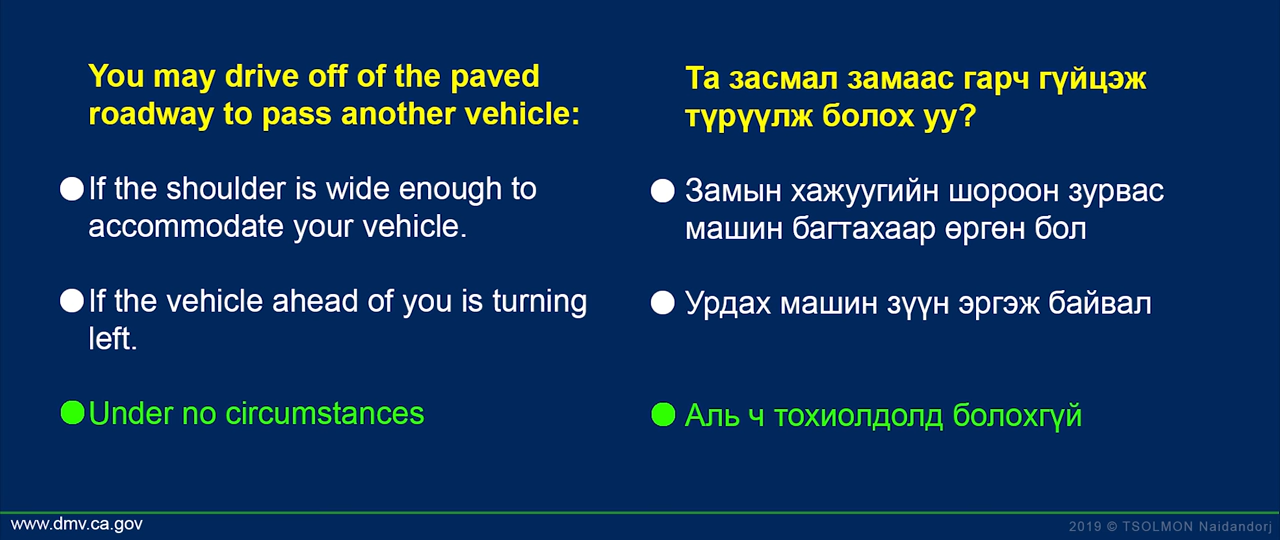 You may drive off of the paved
roadway to pass another vehicle:
If the shoulder is wide enough to
accommodate your vehicle.
If the vehicle ahead of you is turning
left.
Under no circumstances
Та засмал замаас гарч гүйцэж
түрүүлж болох уу?
Замын хажуугийн шороон зурвас
машин багтахаар өргөн бол
Урдах машин зүүн эргэж байвал
Аль ч тохиолдолд болохгүй
www.dmv.ca.gov
2019 © TSOLMON Naidandorj